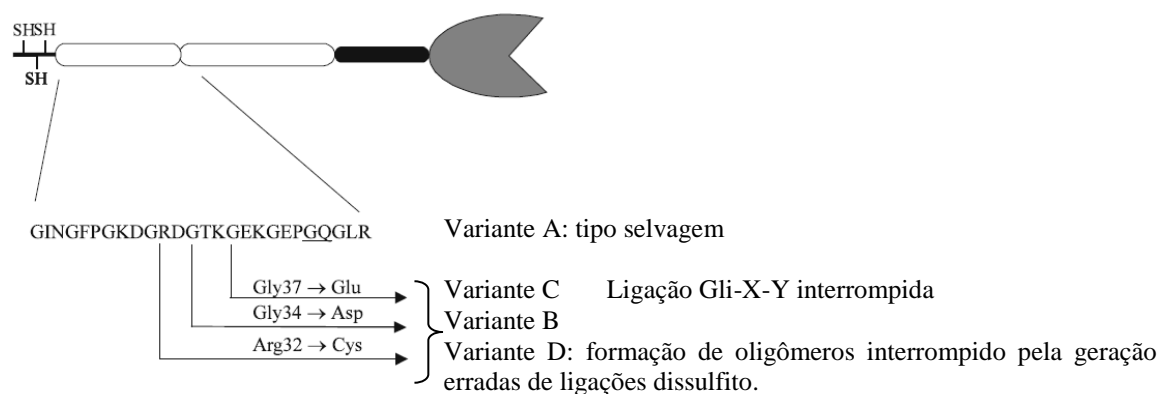 SHSH
SH
GINGFPGKDGRDGTKGEKGEPGQGLR Variante A: tipo selvagem
Gly37 → Glu Variante C Ligação Gli-X-Y interrompida
Gly34 → Asp Variante B
Arg32 → Cys Variante D: formação de oligômeros interrompido pela geração
erradas de ligações dissulfito.